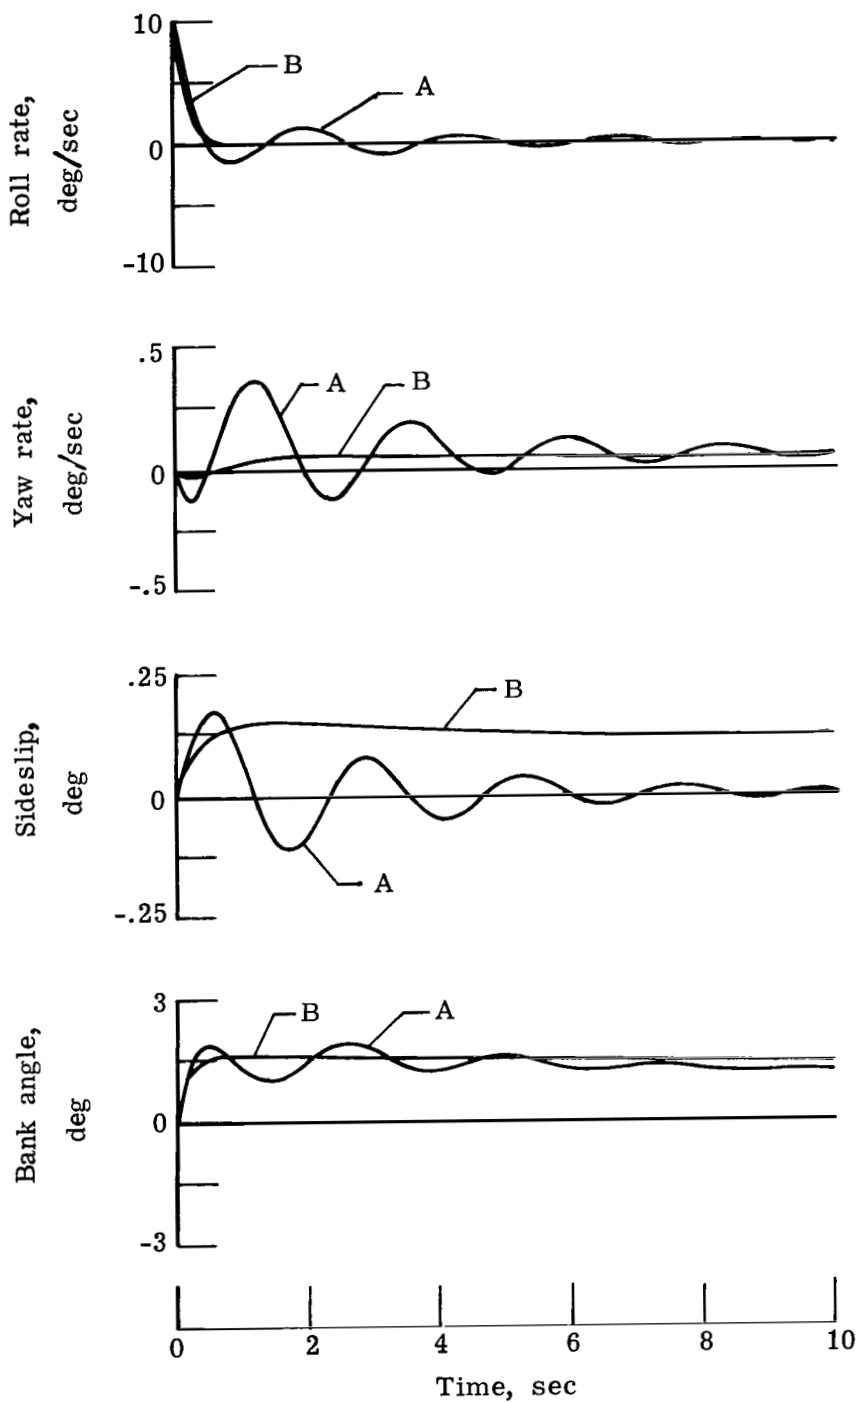 10
B
A
Roll rate,
deg/sec
0
-10
.5
A
B
Yaw rate,
deg/sec
0
-.5
.25
B
Sideslip,
deg
0
A
-.25
3
B
A
Bank angle,
deg
0
-3
0
2
4
6
8
10
Time, sec